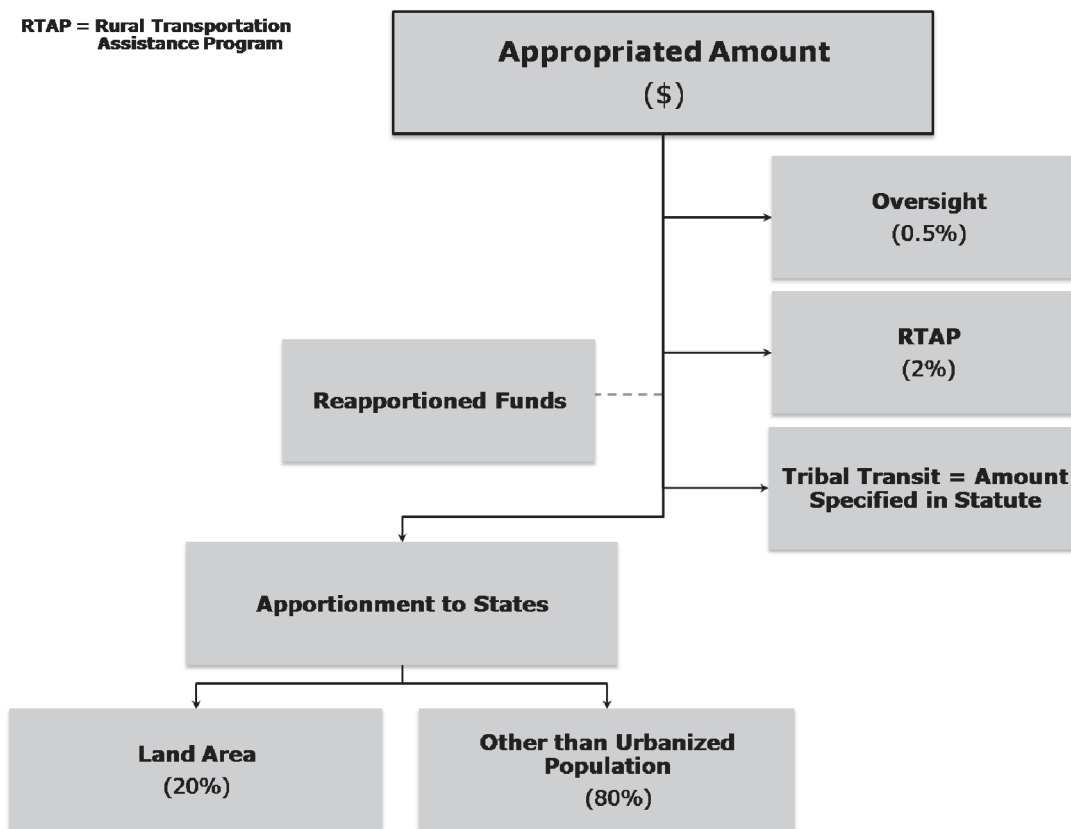 RTAP = Rural Transportation
Assistance Program
Appropriated Amount
($)
Oversight
(0.5%)
RTAP
(2%)
Reapportioned Funds
Tribal Transit = Amount
Specified in Statute
Apportionment to States
Land Area
(20%)
Other than Urbanized
Population
(80%)